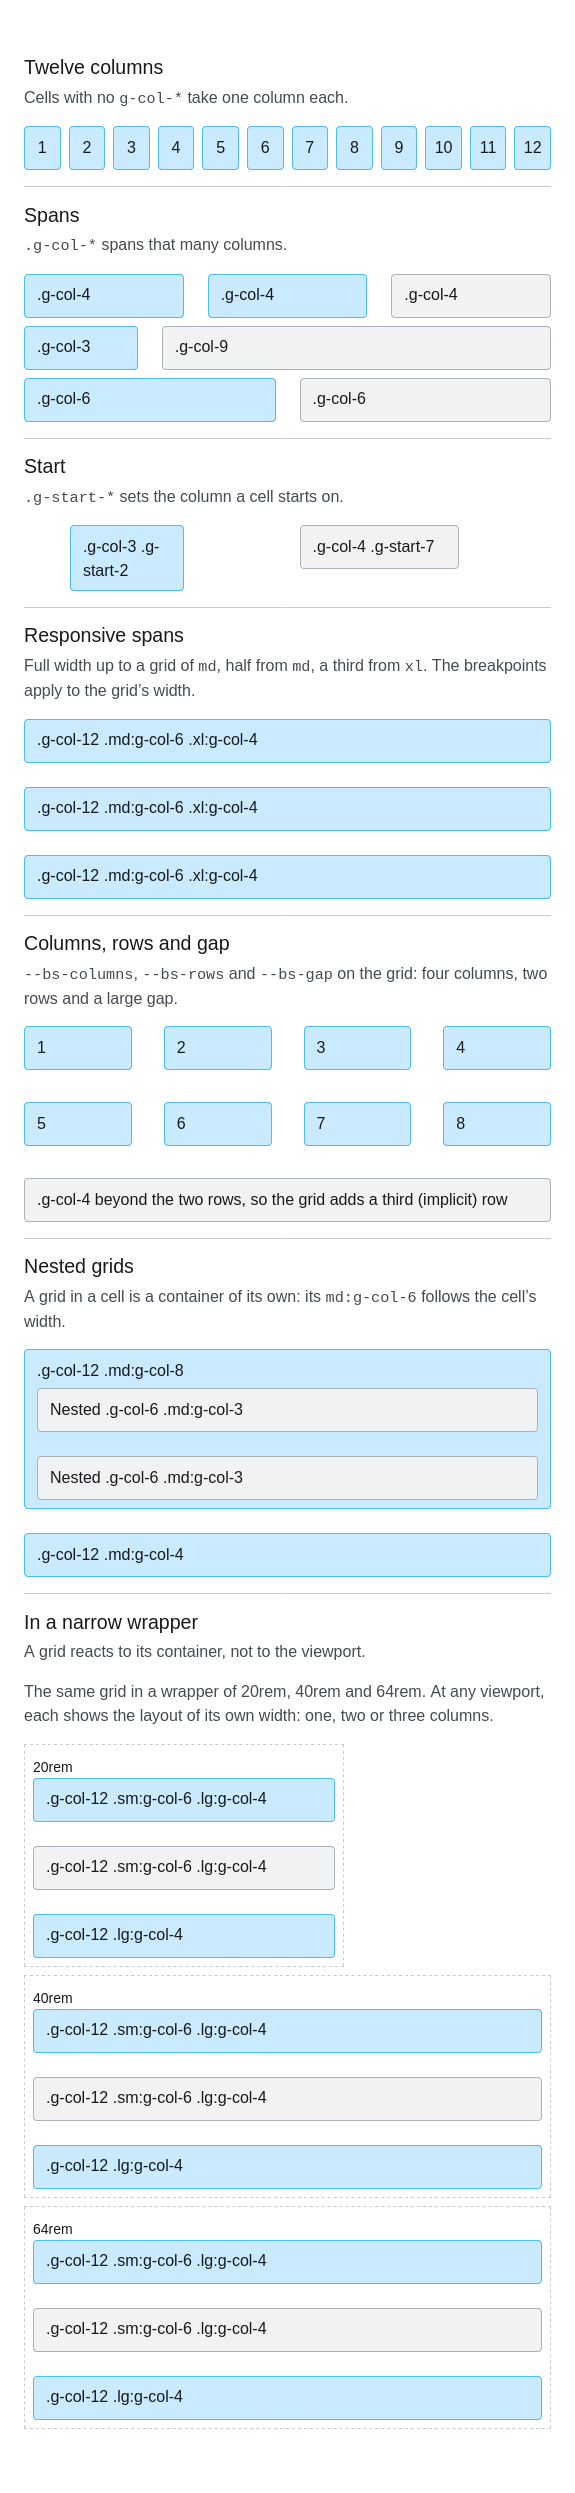 Twelve columns
Cells with no g-col-* take one column each.
1 2 3 4 5 6 7 8 9 10 11 12
Spans
.g-col-* spans that many columns.
.g-col-4 .g-col-4 .g-col-4
.g-col-3 .g-col-9
.g-col-6 .g-col-6
Start
.g-start-* sets the column a cell starts on.
.g-col-3 .g-
start-2
.g-col-4 .g-start-7
Responsive spans
Full width up to a grid of md, half from md, a third from xl. The breakpoints
apply to the grid’s width.
.g-col-12 .md:g-col-6 .xl:g-col-4
.g-col-12 .md:g-col-6 .xl:g-col-4
.g-col-12 .md:g-col-6 .xl:g-col-4
Columns, rows and gap
--bs-columns, --bs-rows and --bs-gap on the grid: four columns, two
rows and a large gap.
1 2 3 4
5 6 7 8
.g-col-4 beyond the two rows, so the grid adds a third (implicit) row
Nested grids
A grid in a cell is a container of its own: its md:g-col-6 follows the cell’s
width.
.g-col-12 .md:g-col-8
Nested .g-col-6 .md:g-col-3
Nested .g-col-6 .md:g-col-3
.g-col-12 .md:g-col-4
In a narrow wrapper
A grid reacts to its container, not to the viewport.
The same grid in a wrapper of 20rem, 40rem and 64rem. At any viewport,
each shows the layout of its own width: one, two or three columns.
20rem
.g-col-12 .sm:g-col-6 .lg:g-col-4
.g-col-12 .sm:g-col-6 .lg:g-col-4
.g-col-12 .lg:g-col-4
40rem
.g-col-12 .sm:g-col-6 .lg:g-col-4
.g-col-12 .sm:g-col-6 .lg:g-col-4
.g-col-12 .lg:g-col-4
64rem
.g-col-12 .sm:g-col-6 .lg:g-col-4
.g-col-12 .sm:g-col-6 .lg:g-col-4
.g-col-12 .lg:g-col-4